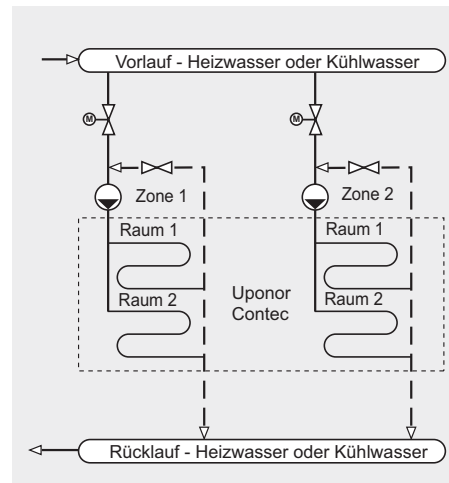 Vorlauf - Heizwasser oder Kühlwasser
M
M
Zone 1
Zone 2
Raum 1
Raum 1
Raum 2
Uponor
Contec
Raum 2
Rücklauf - Heizwasser oder Kühlwasser